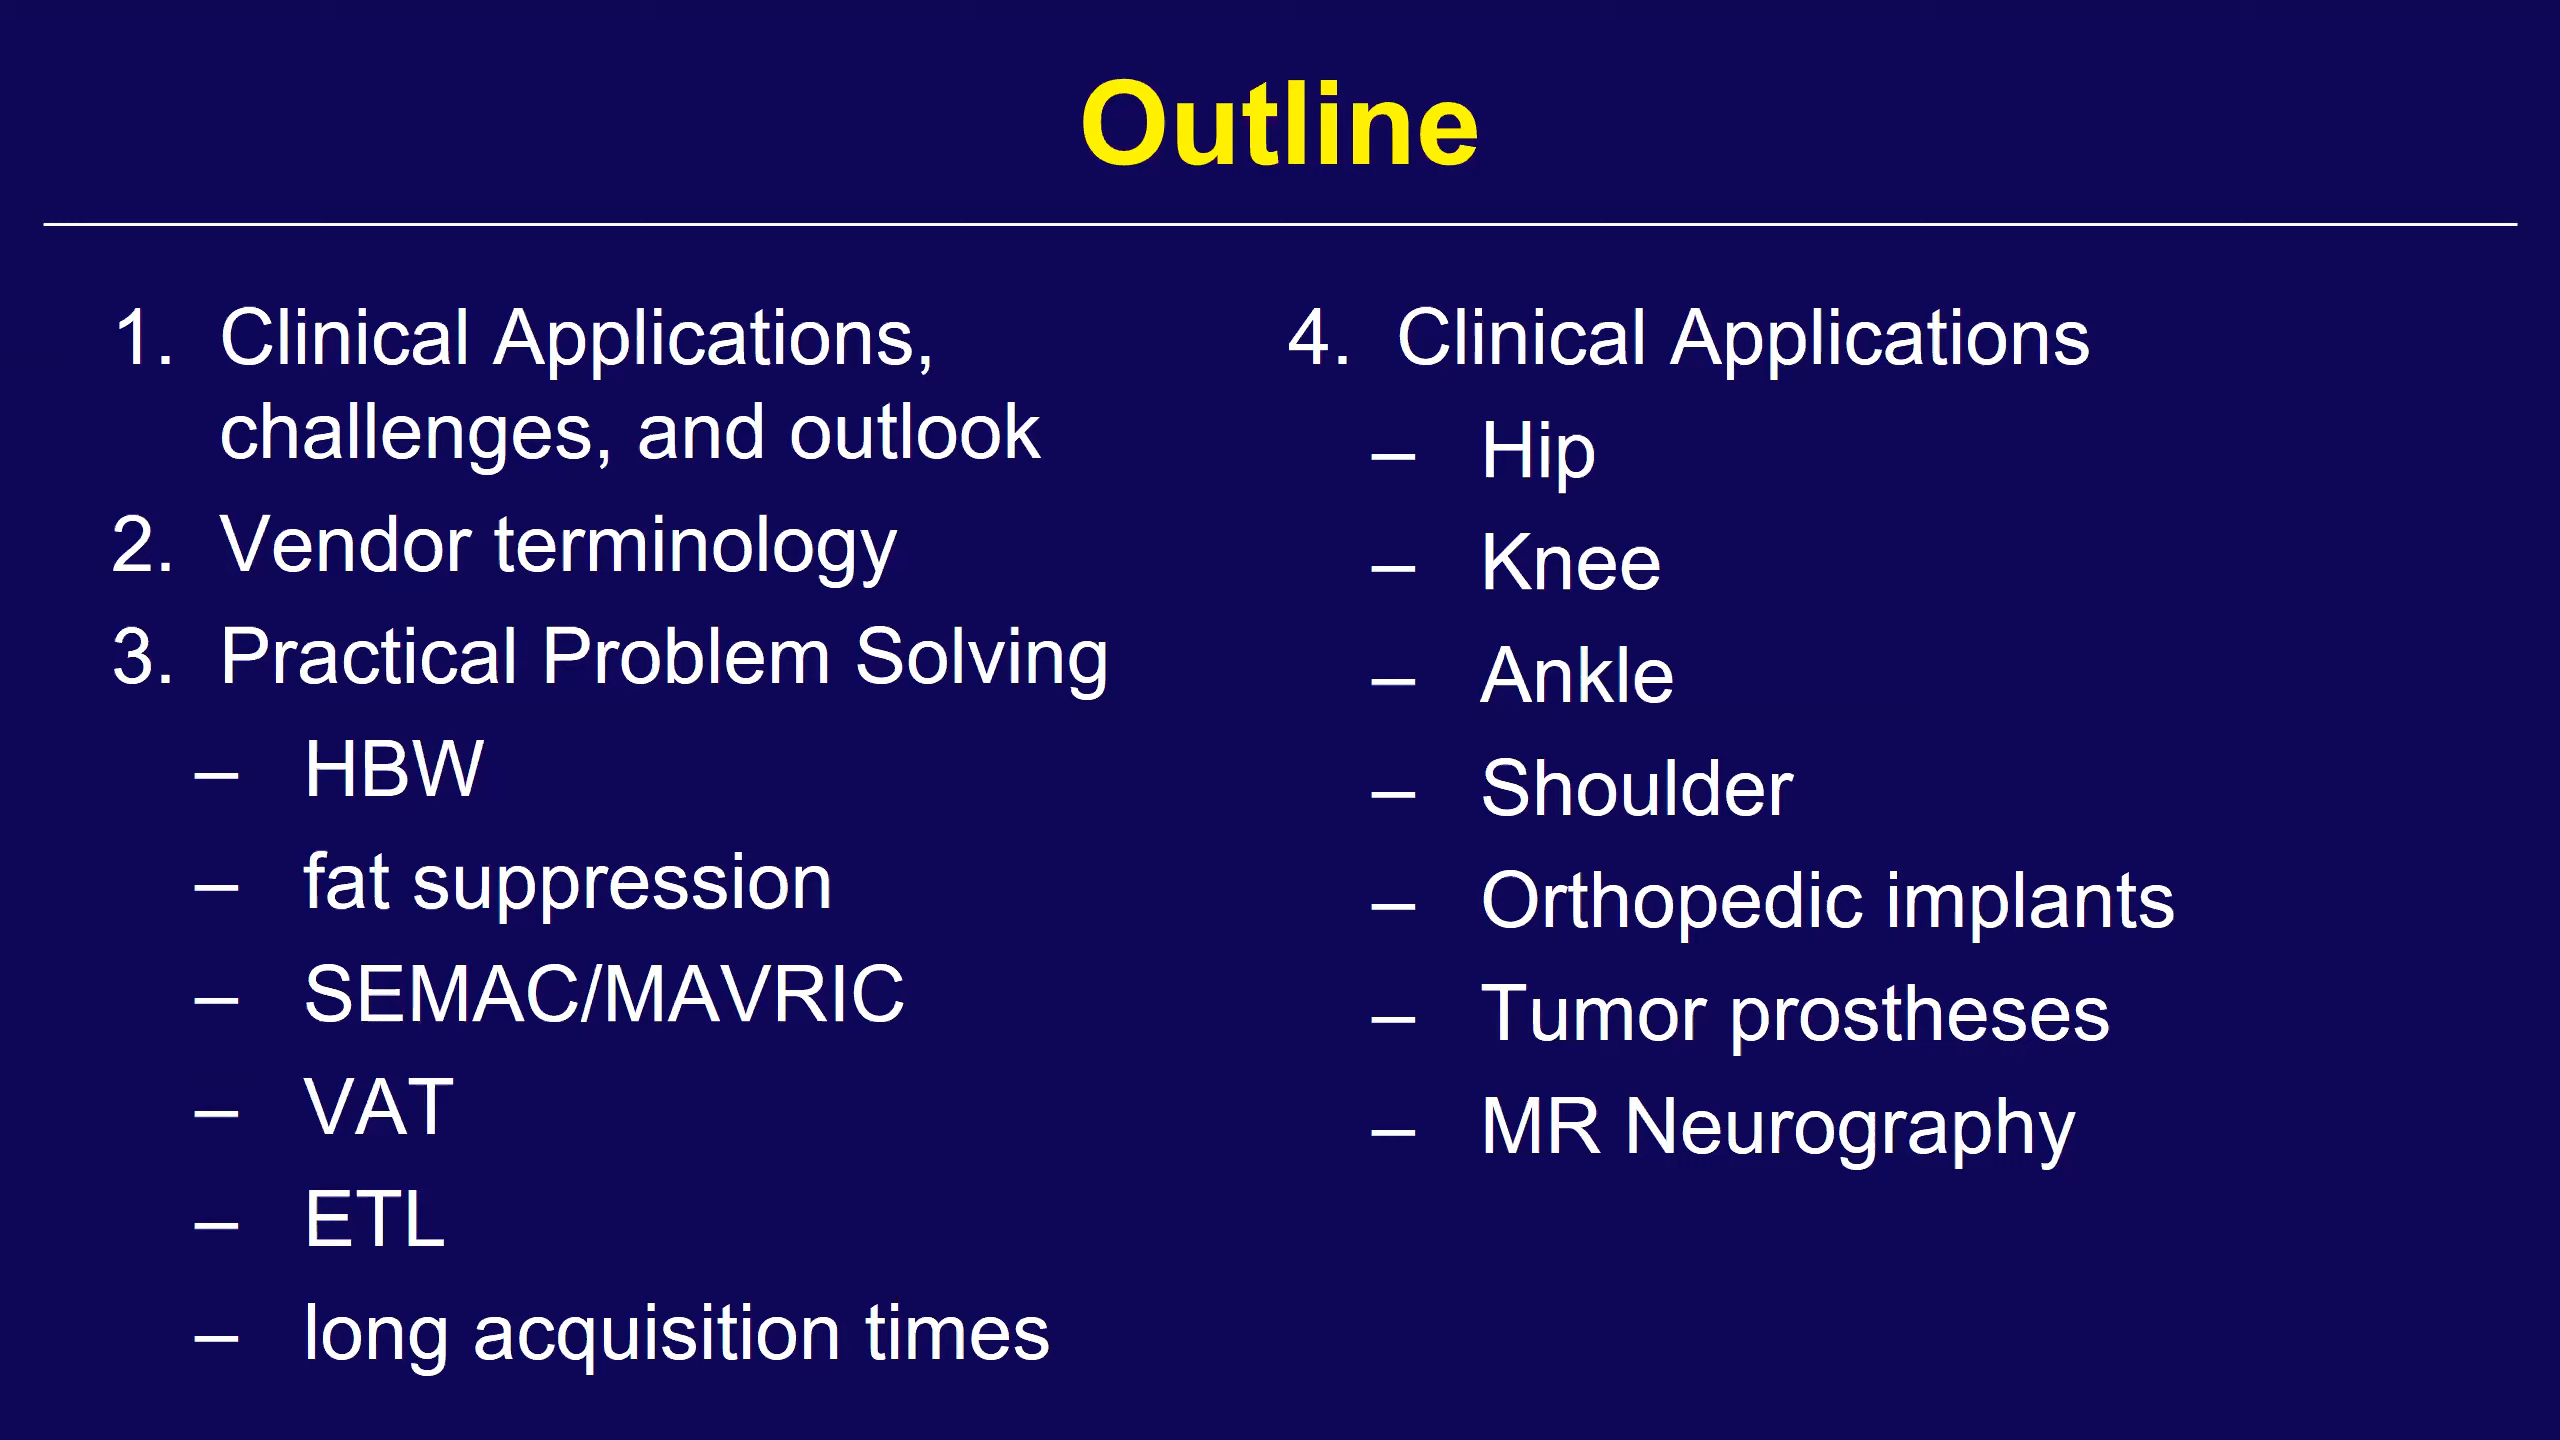 Outline
1. Clinical Applications,
challenges, and outlook
2. Vendor terminology
3. Practical Problem Solving
– HBW
– fat suppression
– SEMAC/MAVRIC
– VAT
– ETL
– long acquisition times
4. Clinical Applications
– Hip
– Knee
– Ankle
– Shoulder
– Orthopedic implants
– Tumor prostheses
– MR Neurography